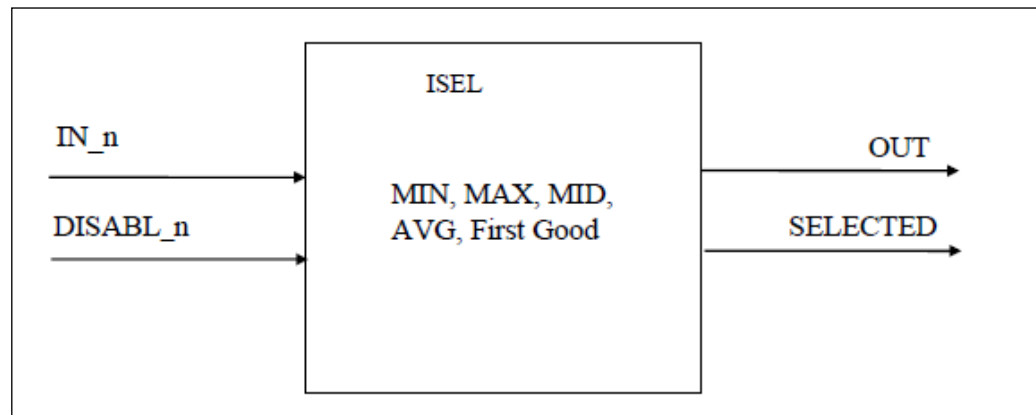 ISEL
IN_n
DISABL_n
MIN, MAX, MID,
AVG, First Good
OUT
SELECTED